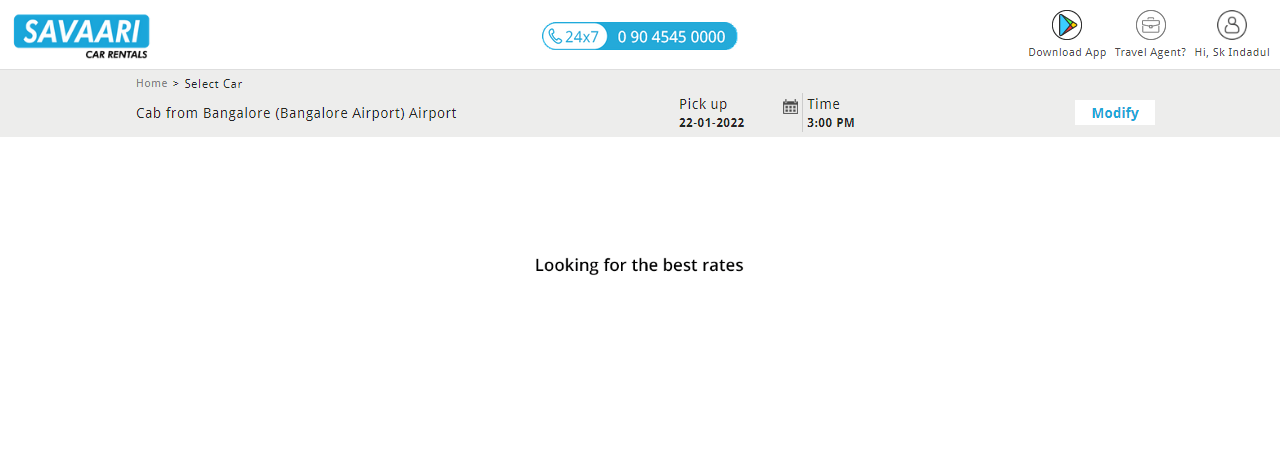 SAVAARI
CAR RENTALS
24x7 0 90 4545 0000
Download App Travel Agent? Hi, Sk Indadul
Home > Select Car
Cab from Bangalore (Bangalore Airport) Airport
Pick up
22-01-2022
Time
3:00 PM
Modify
Looking for the best rates